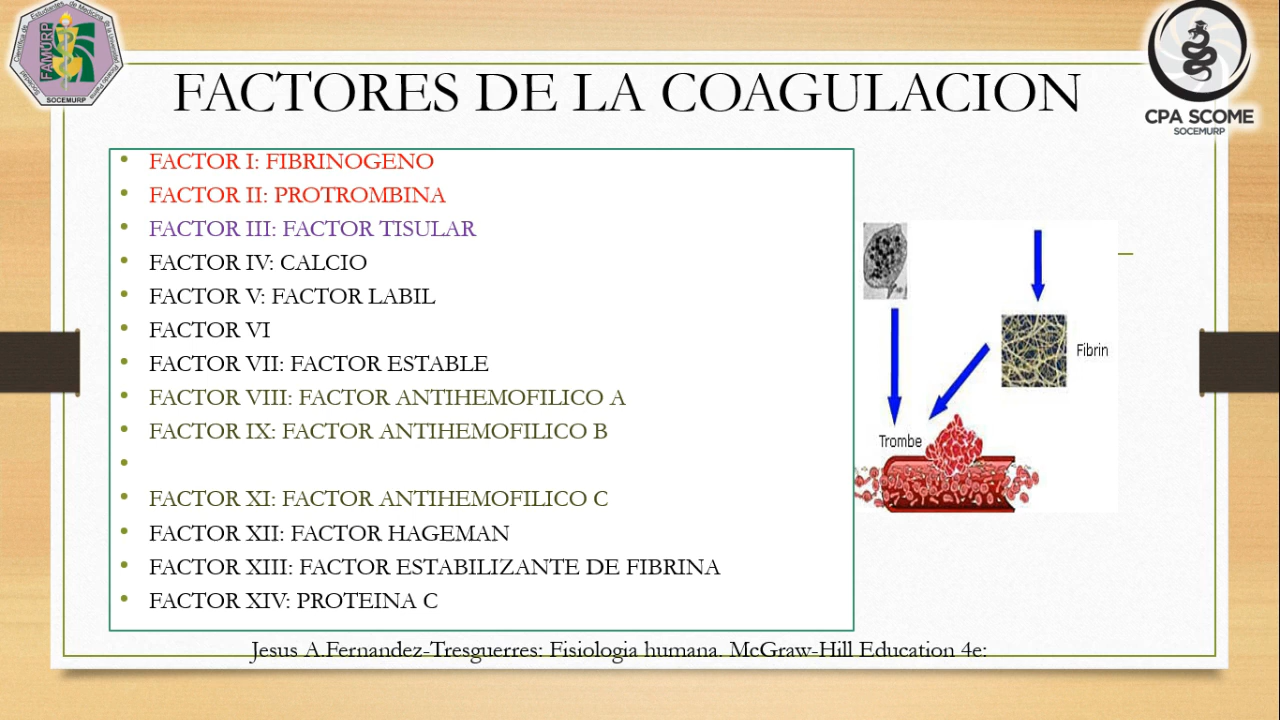 FAMURP
SOCEMURP
CPA SCOME
SOCEMURP
FACTORES DE LA COAGULACION
• FACTOR I: FIBRINOGENO
• FACTOR II: PROTROMBINA
• FACTOR III: FACTOR TISULAR
• FACTOR IV: CALCIO
• FACTOR V: FACTOR LABIL
• FACTOR VI
• FACTOR VII: FACTOR ESTABLE
• FACTOR VIII: FACTOR ANTIHEMOFILICO A
• FACTOR IX: FACTOR ANTIHEMOFILICO B
•
• FACTOR XI: FACTOR ANTIHEMOFILICO C
• FACTOR XII: FACTOR HAGEMAN
• FACTOR XIII: FACTOR ESTABILIZANTE DE FIBRINA
• FACTOR XIV: PROTEINA C
Fibrin
Trombe
Jesus A.Fernandez-Tresguerres: Fisiologia humana. McGraw-Hill Education 4e: